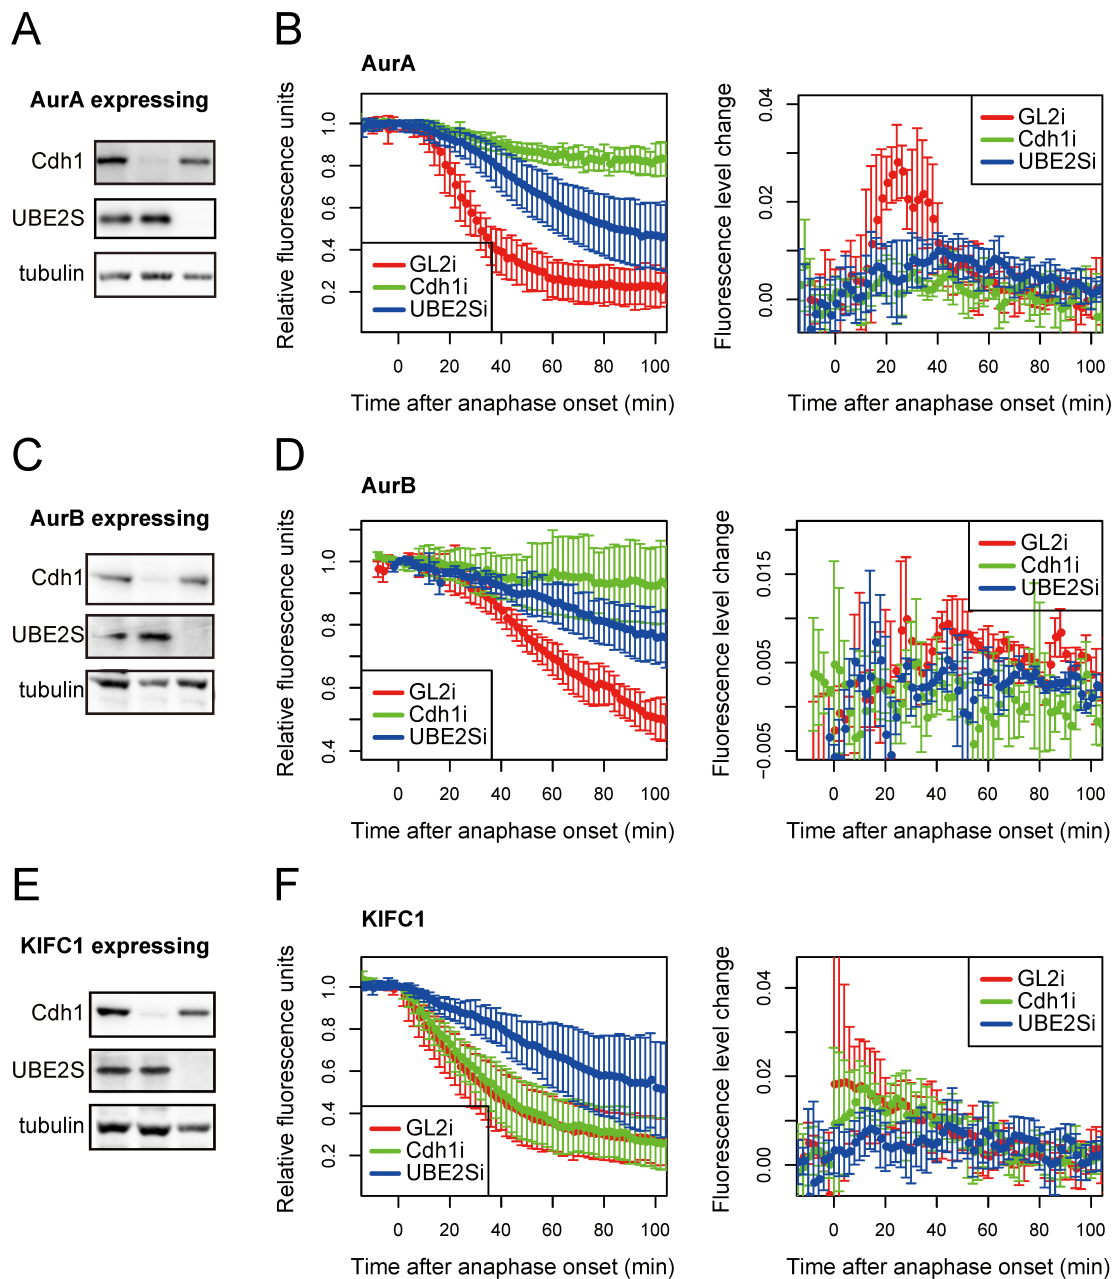 A
AurA expressing
Cdh1
UBE2S
tubulin
B
AurA
Relative fluorescence units
1.0
0.8
0.6
0.4
0.2
GL2i
Cdh1i
UBE2Si
0 20 40 60 80 100
Time after anaphase onset (min)
Fluorescence level change
0.04
0.02
0.00
GL2i
Cdh1i
UBE2Si
0 20 40 60 80 100
Time after anaphase onset (min)
C
AurB expressing
Cdh1
UBE2S
tubulin
D
AurB
Relative fluorescence units
1.0
0.8
0.6
0.4
GL2i
Cdh1i
UBE2Si
0 20 40 60 80 100
Time after anaphase onset (min)
Fluorescence level change
0.015
0.005
−0.005
GL2i
Cdh1i
UBE2Si
0 20 40 60 80 100
Time after anaphase onset (min)
E
KIFC1 expressing
Cdh1
UBE2S
tubulin
F
KIFC1
Relative fluorescence units
1.0
0.8
0.6
0.4
0.2
GL2i
Cdh1i
UBE2Si
0 20 40 60 80 100
Time after anaphase onset (min)
Fluorescence level change
0.04
0.02
0.00
GL2i
Cdh1i
UBE2Si
0 20 40 60 80 100
Time after anaphase onset (min)